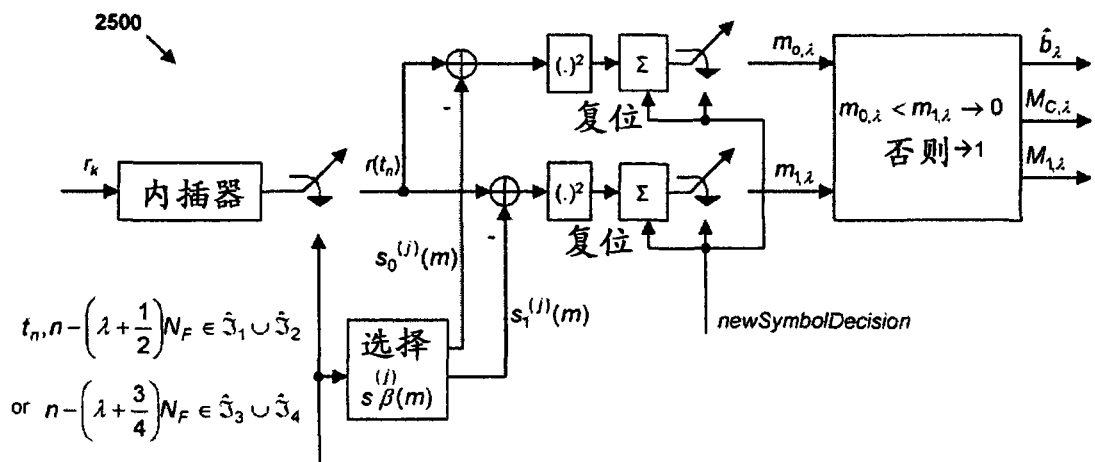 2500
r_k
内插器
r(t_n)
(.)²
Σ
复位
m_{0,λ}
(.)²
Σ
复位
m_{1,λ}
m_{0,λ} < m_{1,λ} → 0
否则→1
b̂_λ
M_{C,λ}
M_{1,λ}
-
-
s_0^{(j)}(m)
s_1^{(j)}(m)
newSymbolDecision
t_n, n-(λ+1/2)N_F ∈ ℑ̂_1 ∪ ℑ̂_2
or n-(λ+3/4)N_F ∈ ℑ̂_3 ∪ ℑ̂_4
选择
s_β^{(j)}(m)